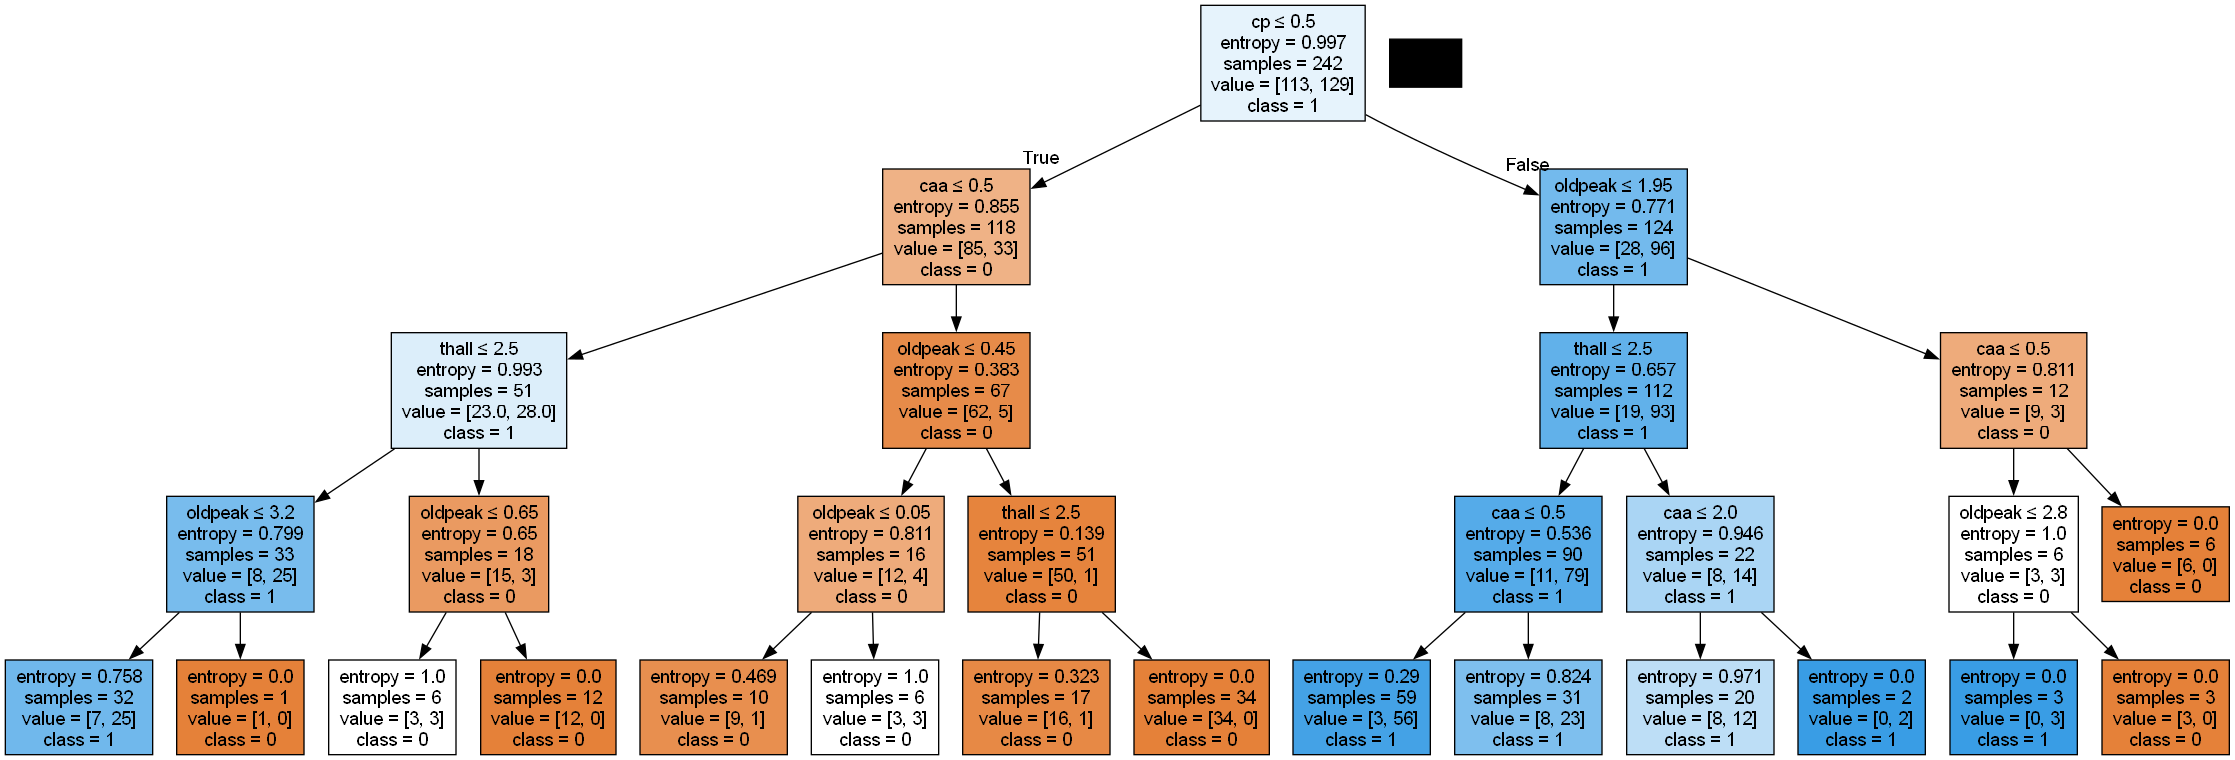 cp ≤ 0.5
entropy = 0.997
samples = 242
value = [113, 129]
class = 1
True
False
caa ≤ 0.5
entropy = 0.855
samples = 118
value = [85, 33]
class = 0
oldpeak ≤ 1.95
entropy = 0.771
samples = 124
value = [28, 96]
class = 1
thall ≤ 2.5
entropy = 0.993
samples = 51
value = [23.0, 28.0]
class = 1
oldpeak ≤ 0.45
entropy = 0.383
samples = 67
value = [62, 5]
class = 0
thall ≤ 2.5
entropy = 0.657
samples = 112
value = [19, 93]
class = 1
caa ≤ 0.5
entropy = 0.811
samples = 12
value = [9, 3]
class = 0
oldpeak ≤ 3.2
entropy = 0.799
samples = 33
value = [8, 25]
class = 1
oldpeak ≤ 0.65
entropy = 0.65
samples = 18
value = [15, 3]
class = 0
oldpeak ≤ 0.05
entropy = 0.811
samples = 16
value = [12, 4]
class = 0
thall ≤ 2.5
entropy = 0.139
samples = 51
value = [50, 1]
class = 0
caa ≤ 0.5
entropy = 0.536
samples = 90
value = [11, 79]
class = 1
caa ≤ 2.0
entropy = 0.946
samples = 22
value = [8, 14]
class = 1
oldpeak ≤ 2.8
entropy = 1.0
samples = 6
value = [3, 3]
class = 0
entropy = 0.0
samples = 6
value = [6, 0]
class = 0
entropy = 0.758
samples = 32
value = [7, 25]
class = 1
entropy = 0.0
samples = 1
value = [1, 0]
class = 0
entropy = 1.0
samples = 6
value = [3, 3]
class = 0
entropy = 0.0
samples = 12
value = [12, 0]
class = 0
entropy = 0.469
samples = 10
value = [9, 1]
class = 0
entropy = 1.0
samples = 6
value = [3, 3]
class = 0
entropy = 0.323
samples = 17
value = [16, 1]
class = 0
entropy = 0.0
samples = 34
value = [34, 0]
class = 0
entropy = 0.29
samples = 59
value = [3, 56]
class = 1
entropy = 0.824
samples = 31
value = [8, 23]
class = 1
entropy = 0.971
samples = 20
value = [8, 12]
class = 1
entropy = 0.0
samples = 2
value = [0, 2]
class = 1
entropy = 0.0
samples = 3
value = [0, 3]
class = 1
entropy = 0.0
samples = 3
value = [3, 0]
class = 0